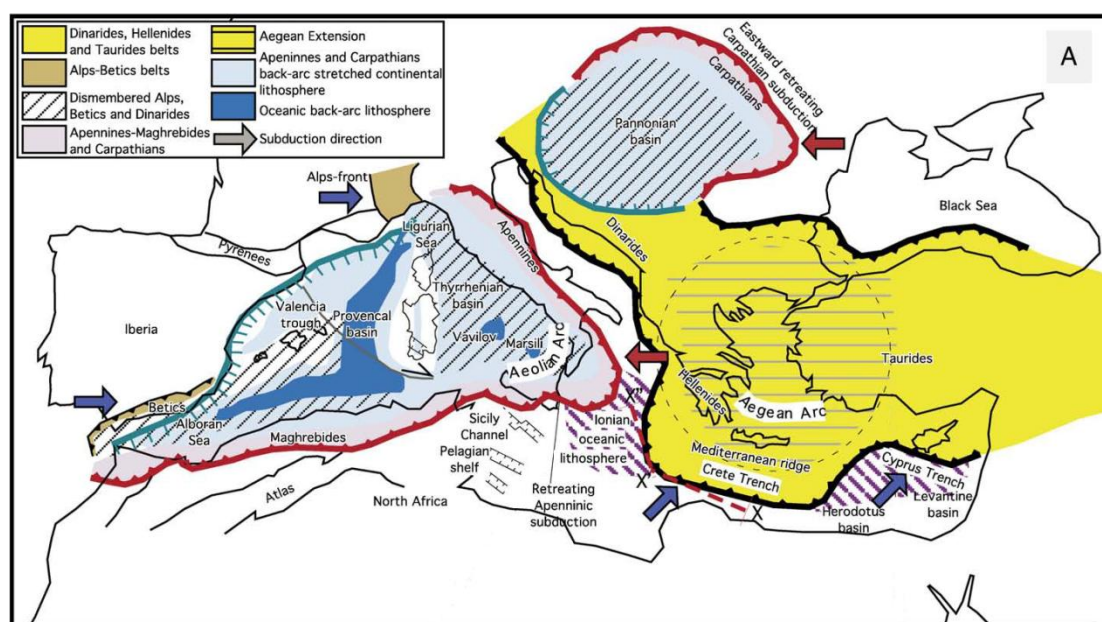 Dinarides, Hellenides
and Taurides belts
Alps-Betics belts
Dismembered Alps,
Betics and Dinarides
Apennines-Maghrebides
and Carpathians
Aegean Extension
Apeninnes and Carpathians
back-arc stretched continental
lithosphere
Oceanic back-arc lithosphere
Subduction direction
A
Eastward retreating
Carpathian subduction
Carpathians
Pannonian
basin
Alps-front
Black Sea
Ligurian
Sea
Apennines
Dinarides
Pyrenees
Thyrrhenian
basin
Valencia
trough
Provencal
basin
Iberia
Vavilov
Marsili
Aeolian Arc
Taurides
Hellenides
Aegean Arc
Betics
Alboran
Sea
X"
Ionian
oceanic
lithosphere
Maghrebides
Sicily
Channel
Pelagian
shelf
Mediterranean ridge
Crete Trench
Cyprus Trench
Levantine
basin
X'
Atlas
North Africa
Retreating
Apenninic
subduction
X
Herodotus
basin